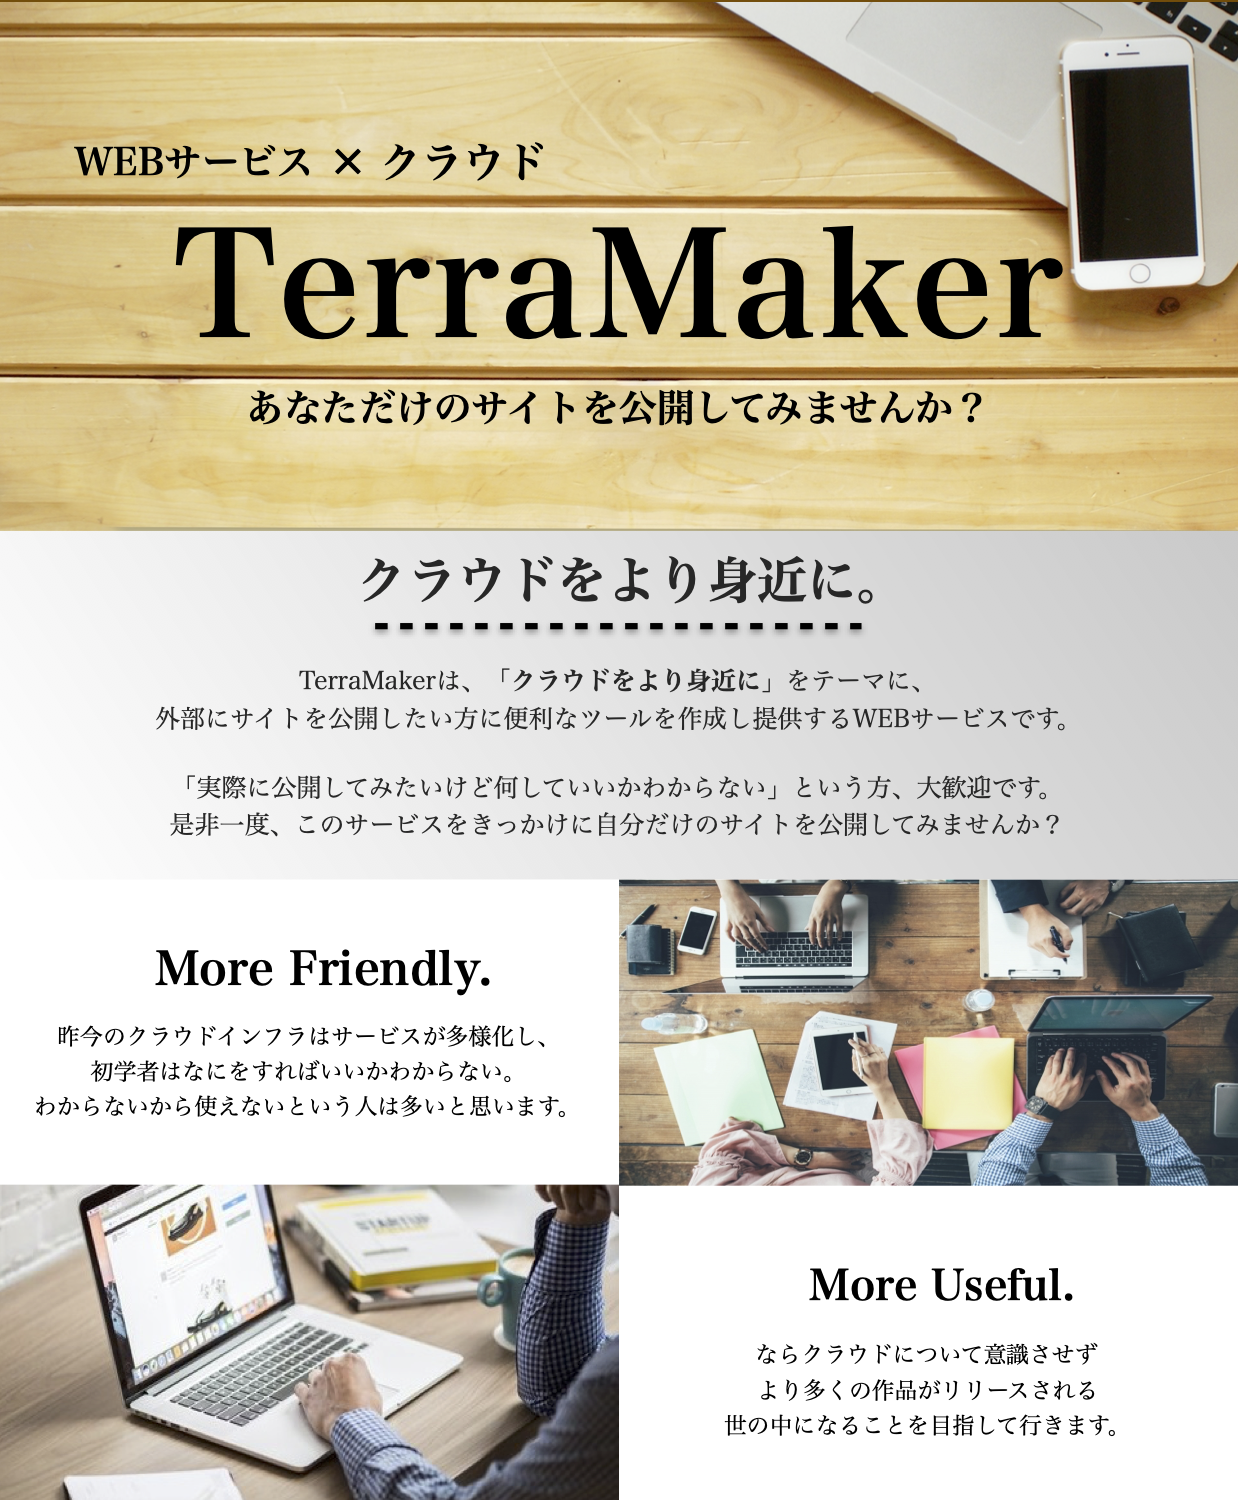 WEBサービス × クラウド
TerraMaker
あなただけのサイトを公開してみませんか？
クラウドをより身近に。
TerraMakerは、「クラウドをより身近に」をテーマに、
外部にサイトを公開したい方に便利なツールを作成し提供するWEBサービスです。
「実際に公開してみたいけど何していいかわからない」という方、大歓迎です。
是非一度、このサービスをきっかけに自分だけのサイトを公開してみませんか？
More Friendly.
昨今のクラウドインフラはサービスが多様化し、
初学者はなにをすればいいかわからない。
わからないから使えないという人は多いと思います。
STARTUP
More Useful.
ならクラウドについて意識させず
より多くの作品がリリースされる
世の中になることを目指して行きます。